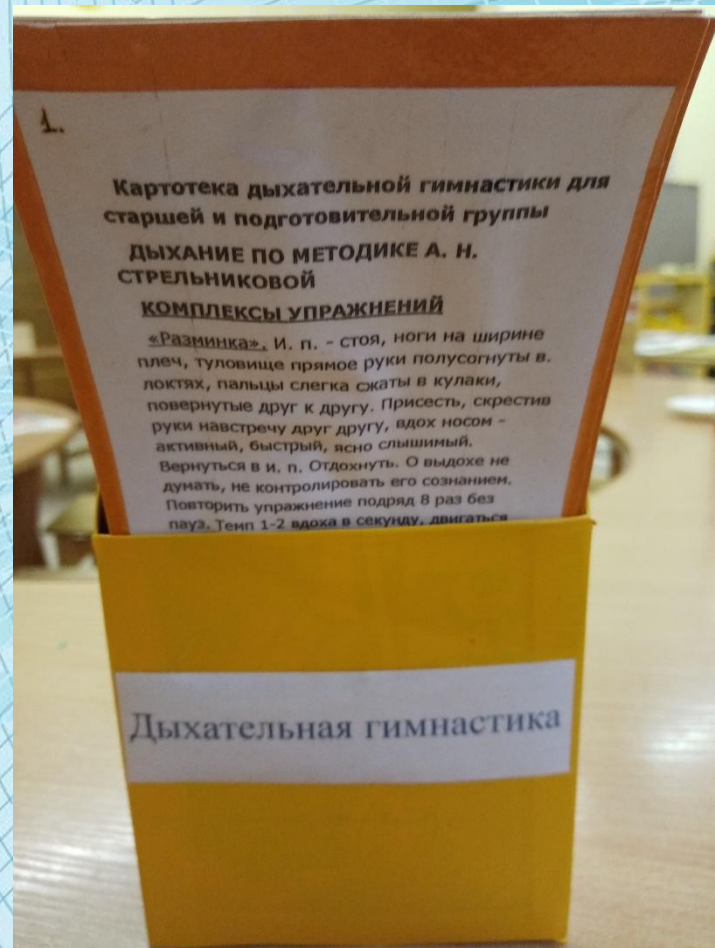 1.
Картотека дыхательной гимнастики для
старшей и подготовительной группы
ДЫХАНИЕ ПО МЕТОДИКЕ А. Н.
СТРЕЛЬНИКОВОЙ
КОМПЛЕКСЫ УПРАЖНЕНИЙ
«Разминка». И. п. - стоя, ноги на ширине
плеч, туловище прямое руки полусогнуты в.
локтях, пальцы слегка сжаты в кулаки,
повернутые друг к другу. Присесть, скрестив
руки навстречу друг другу, вдох носом -
активный, быстрый, ясно слышимый.
Вернуться в и. п. Отдохнуть. О выдохе не
думать, не контролировать его сознанием.
Повторить упражнение подряд 8 раз без
пауз. Темп 1-2 вдоха в секунду, двигаться
Дыхательная гимнастика